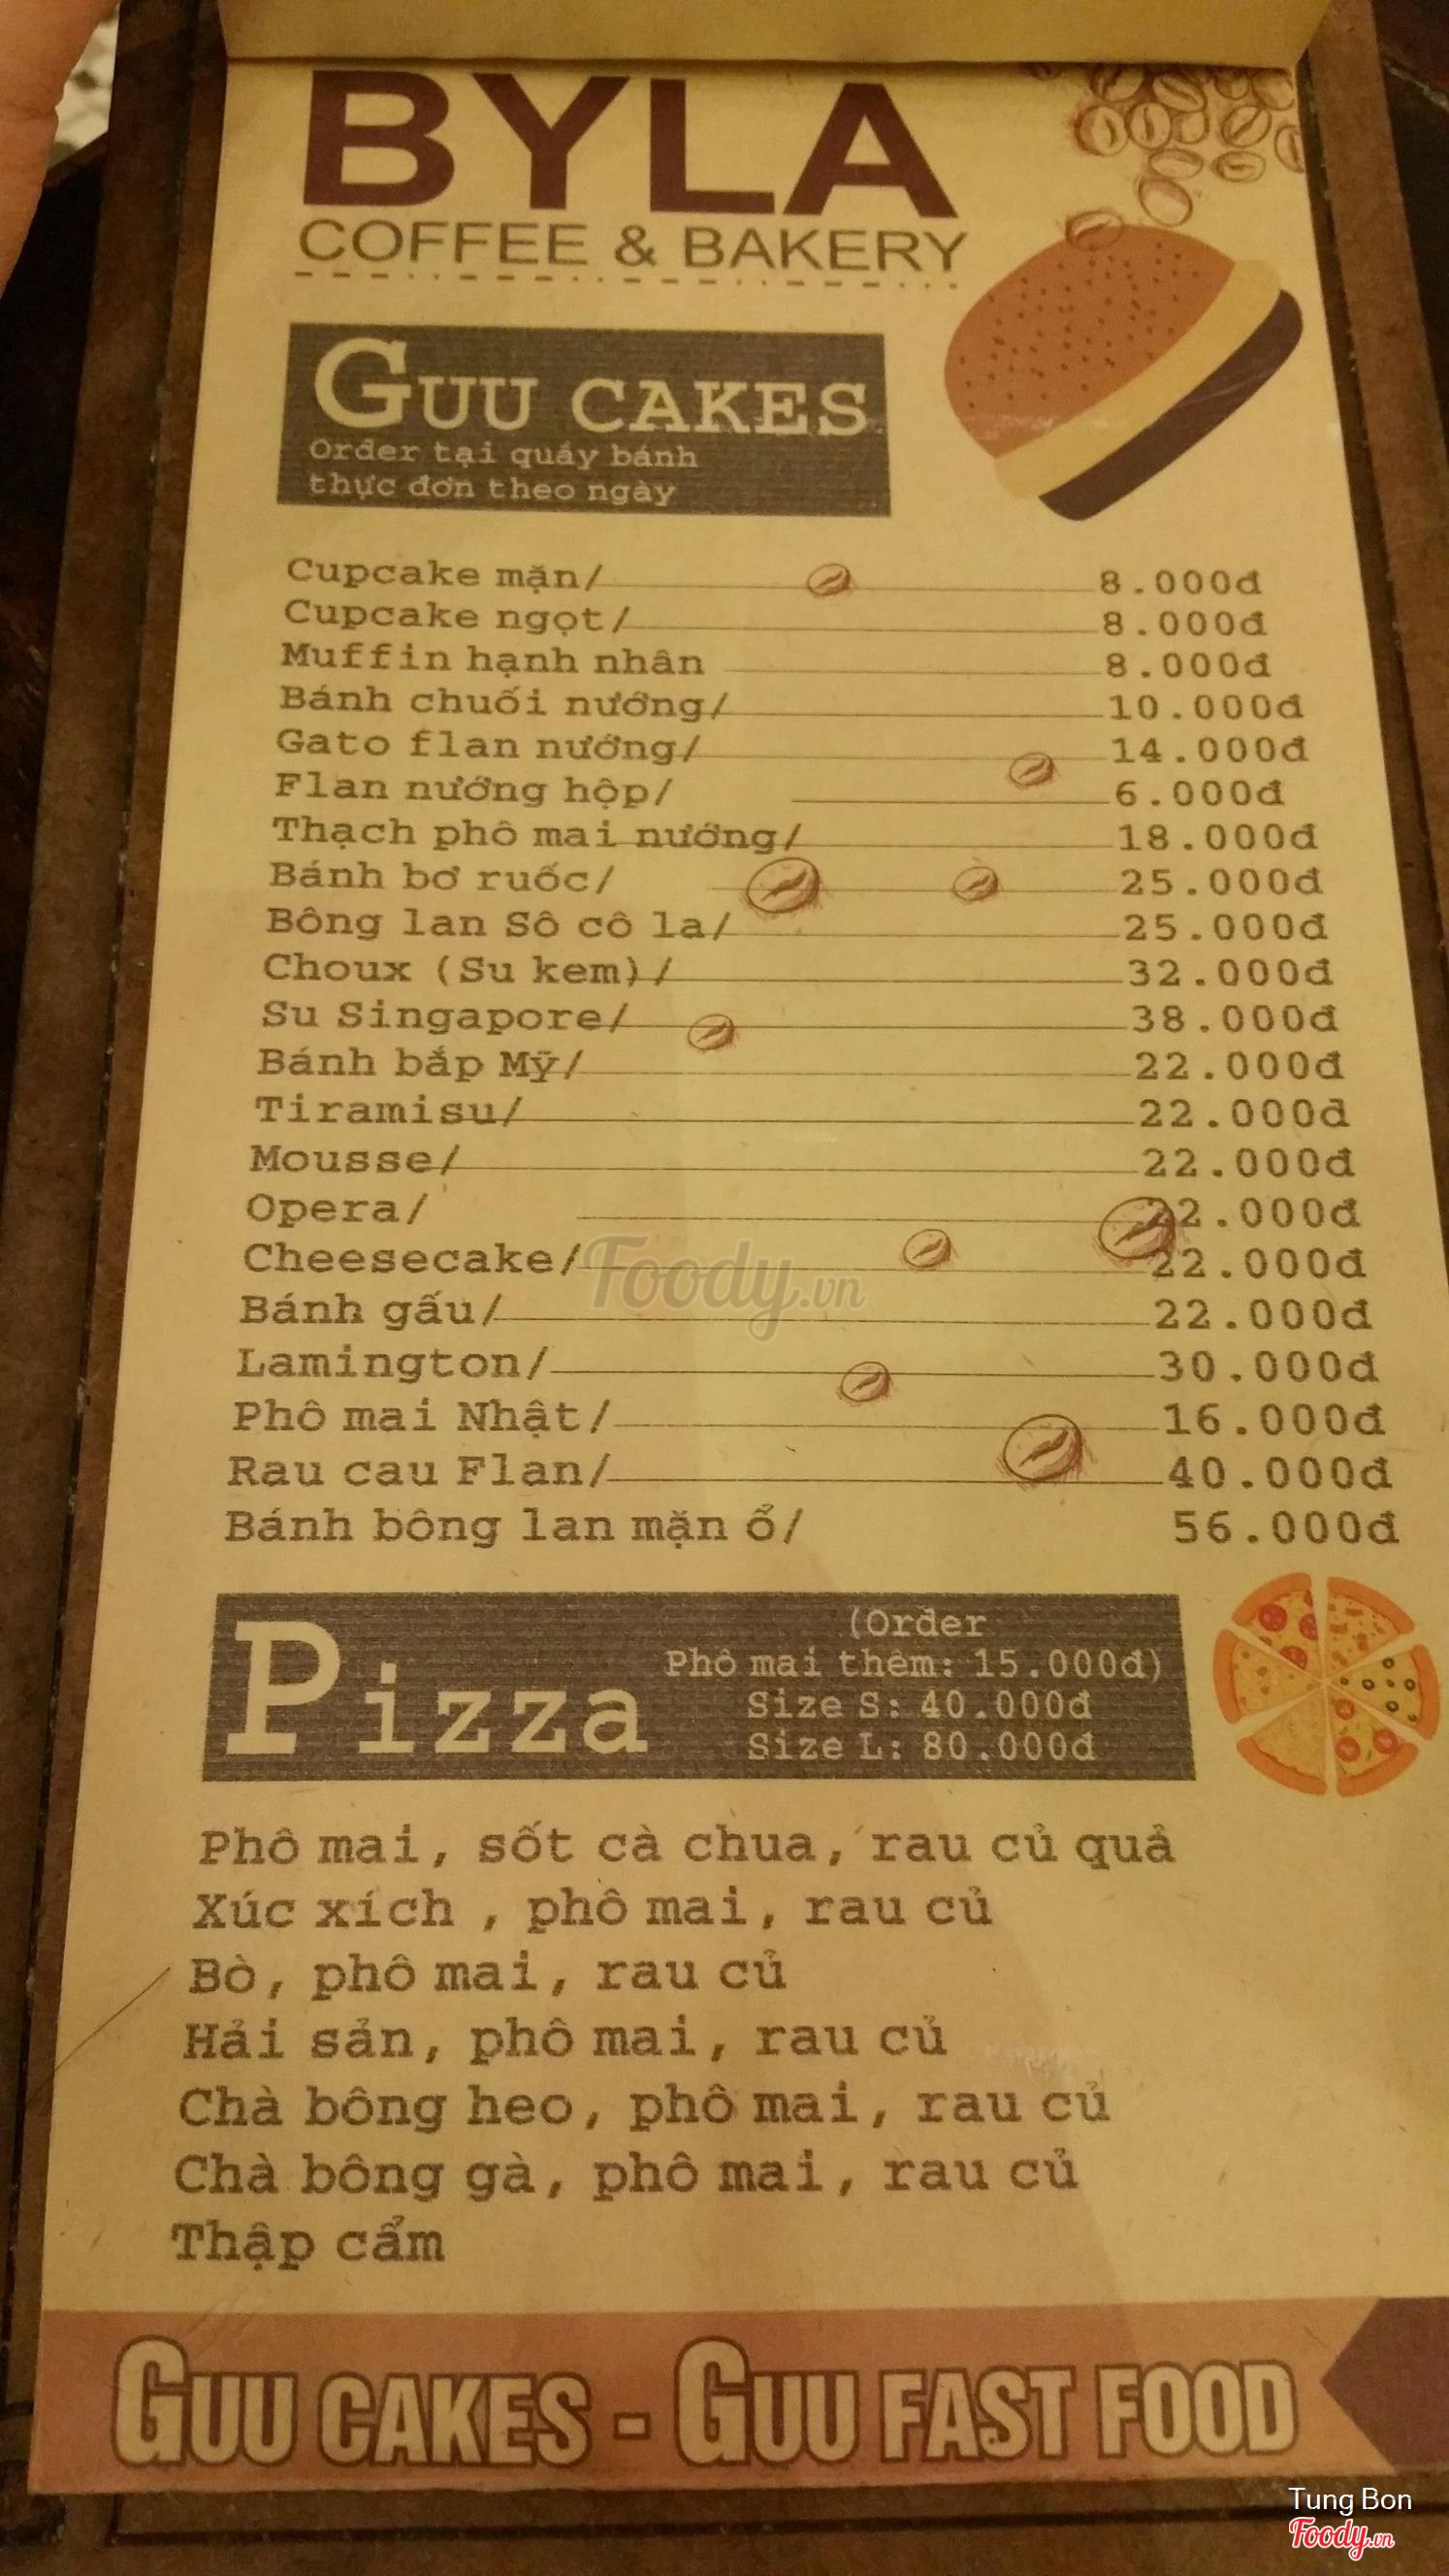 BYLA
COFFEE & BAKERY
GUU CAKES
Order tại quầy bánh
thực đơn theo ngày
Cupcake mặn/ 8.000đ
Cupcake ngọt/ 8.000đ
Muffin hạnh nhân 8.000đ
Bánh chuối nướng/ 10.000đ
Gato flan nướng/ 14.000đ
Flan nướng hộp/ 6.000đ
Thạch phô mai nướng/ 18.000đ
Bánh bơ ruốc/ 25.000đ
Bông lan Sô cô la/ 25.000đ
Choux (Su kem)/ 32.000đ
Su Singapore/ 38.000đ
Bánh bắp Mỹ/ 22.000đ
Tiramisu/ 22.000đ
Mousse/ 22.000đ
Opera/ 22.000đ
Cheesecake/ 22.000đ
Foody.vn
Bánh gấu/ 22.000đ
Lamington/ 30.000đ
Phô mai Nhật/ 16.000đ
Rau cau Flan/ 40.000đ
Bánh bông lan mặn ổ/ 56.000đ
Pizza
(Order
Phô mai thêm: 15.000đ)
Size S: 40.000đ
Size L: 80.000đ
Phô mai, sốt cà chua, rau củ quả
Xúc xích , phô mai, rau củ
Bò, phô mai, rau củ
Hải sản, phô mai, rau củ
Chà bông heo, phô mai, rau củ
Chà bông gà, phô mai, rau củ
Thập cẩm
GUU CAKES - GUU FAST FOOD
Tung Bon
Foody.vn